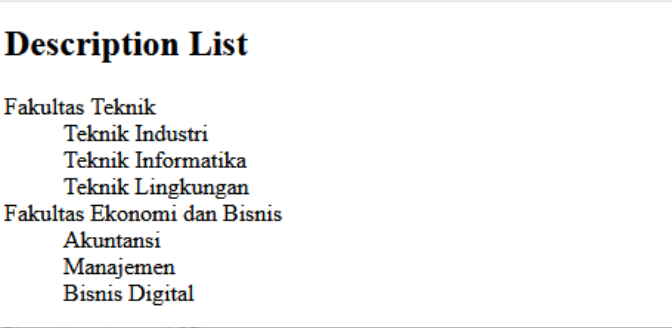 Description List
Fakultas Teknik
Teknik Industri
Teknik Informatika
Teknik Lingkungan
Fakultas Ekonomi dan Bisnis
Akuntansi
Manajemen
Bisnis Digital